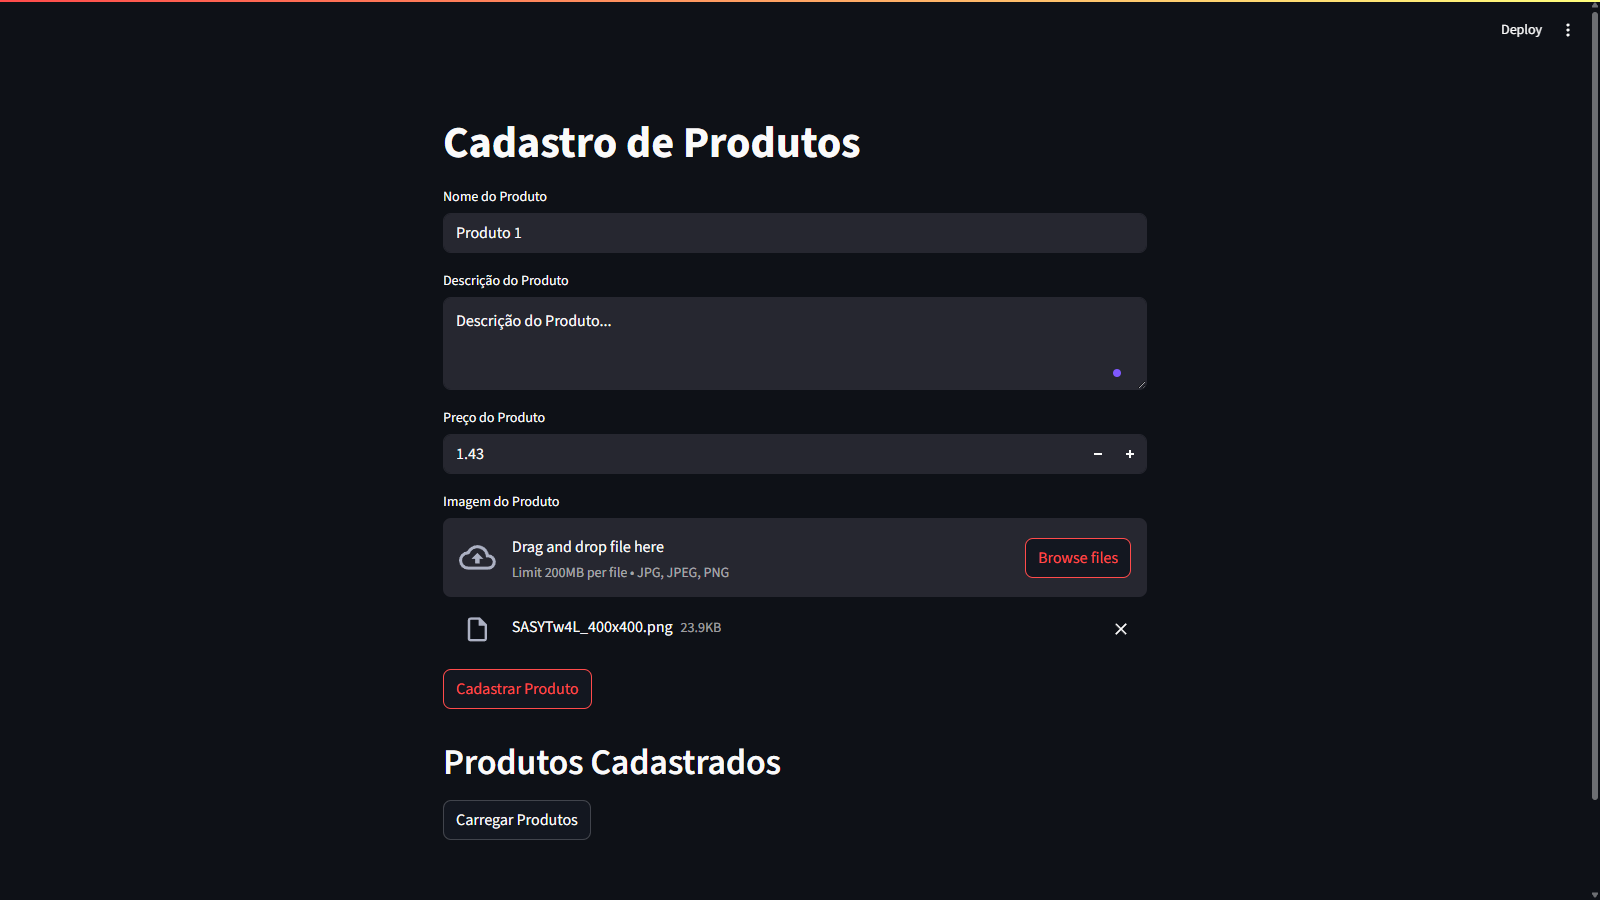 Deploy
Cadastro de Produtos
Nome do Produto
Produto 1
Descrição do Produto
Descrição do Produto...
Preço do Produto
1.43
Imagem do Produto
Drag and drop file here
Limit 200MB per file • JPG, JPEG, PNG
Browse files
SASYTw4L_400x400.png 23.9KB
Cadastrar Produto
Produtos Cadastrados
Carregar Produtos